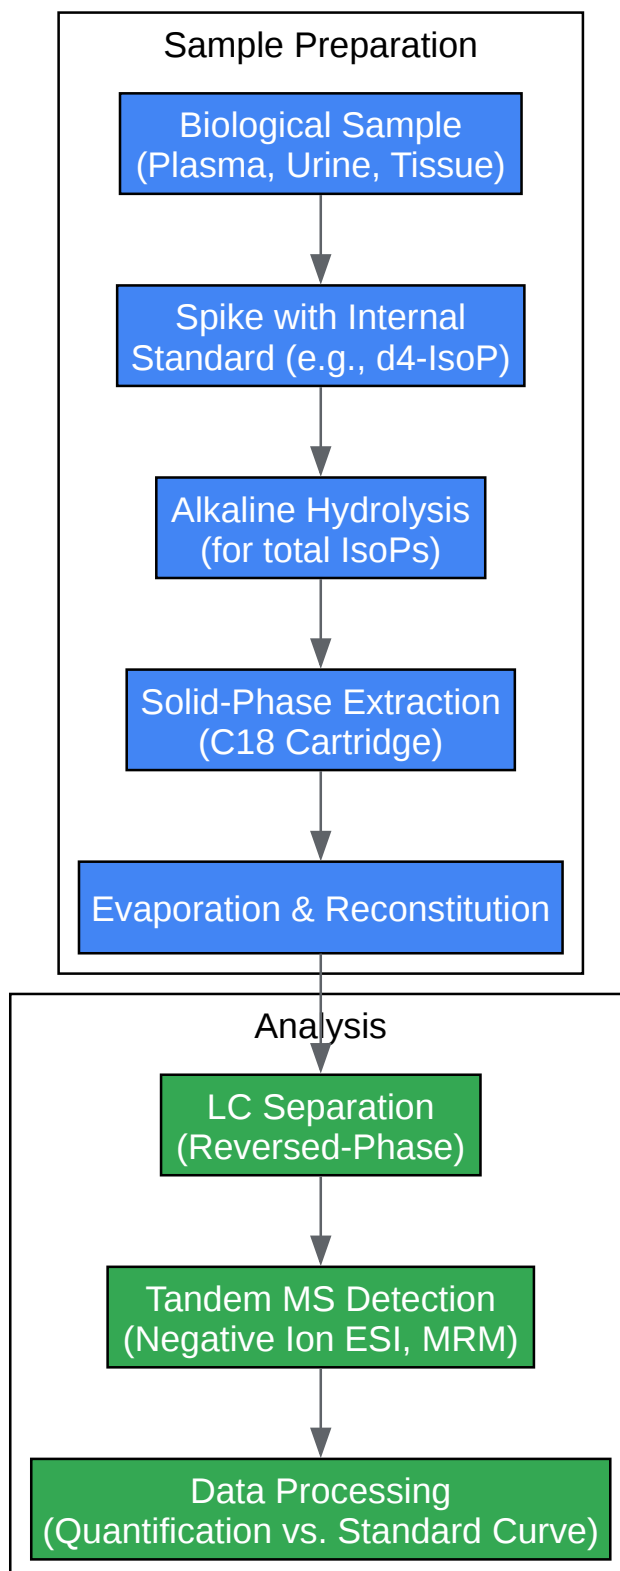 Sample Preparation
Biological Sample
(Plasma, Urine, Tissue)
Spike with Internal
Standard (e.g., d4-IsoP)
Alkaline Hydrolysis
(for total IsoPs)
Solid-Phase Extraction
(C18 Cartridge)
Evaporation & Reconstitution
Analysis
LC Separation
(Reversed-Phase)
Tandem MS Detection
(Negative Ion ESI, MRM)
Data Processing
(Quantification vs. Standard Curve)